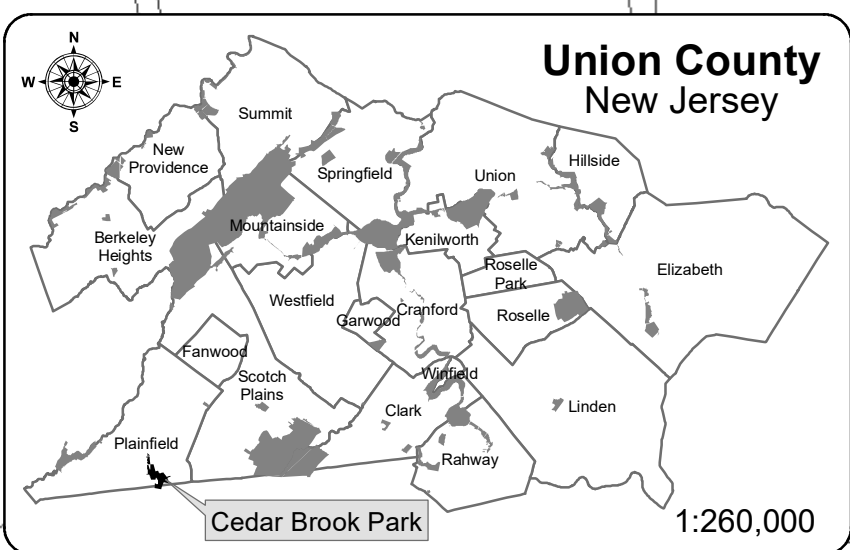 Union County
New Jersey
N
W
E
S
Summit
New
Providence
Springfield
Union
Hillside
Berkeley
Heights
Mountainside
Kenilworth
Roselle
Park
Elizabeth
Westfield
Garwood
Cranford
Roselle
Fanwood
Scotch
Plains
Winfield
Clark
Linden
Plainfield
Rahway
Cedar Brook Park
1:260,000